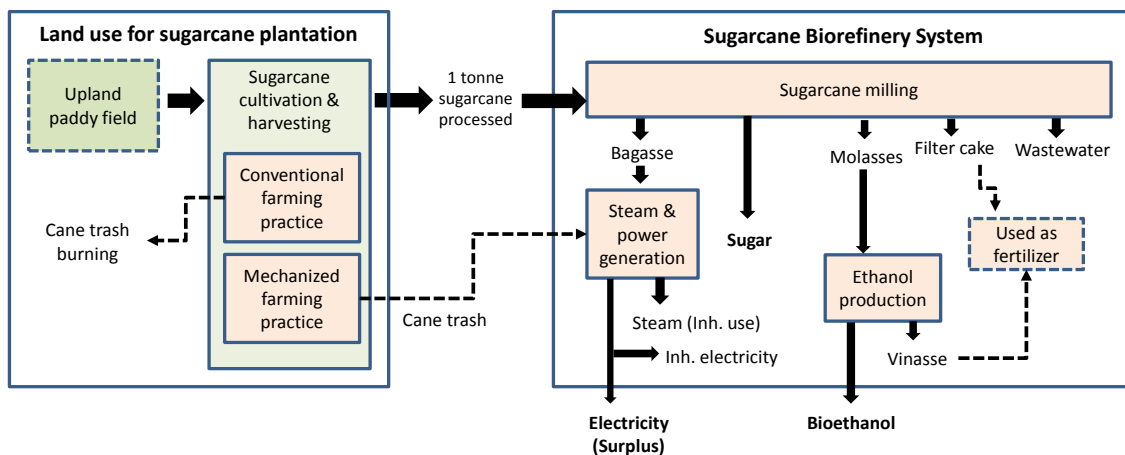 Land use for sugarcane plantation
Upland
paddy field
Sugarcane
cultivation &
harvesting
Conventional
farming
practice
Mechanized
farming
practice
Cane trash
burning
Cane trash
1 tonne
sugarcane
processed
Sugarcane Biorefinery System
Sugarcane milling
Bagasse
Molasses
Filter cake
Wastewater
Steam &
power
generation
Sugar
Used as
fertilizer
Ethanol
production
Steam (Inh. use)
Inh. electricity
Vinasse
Electricity
(Surplus)
Bioethanol